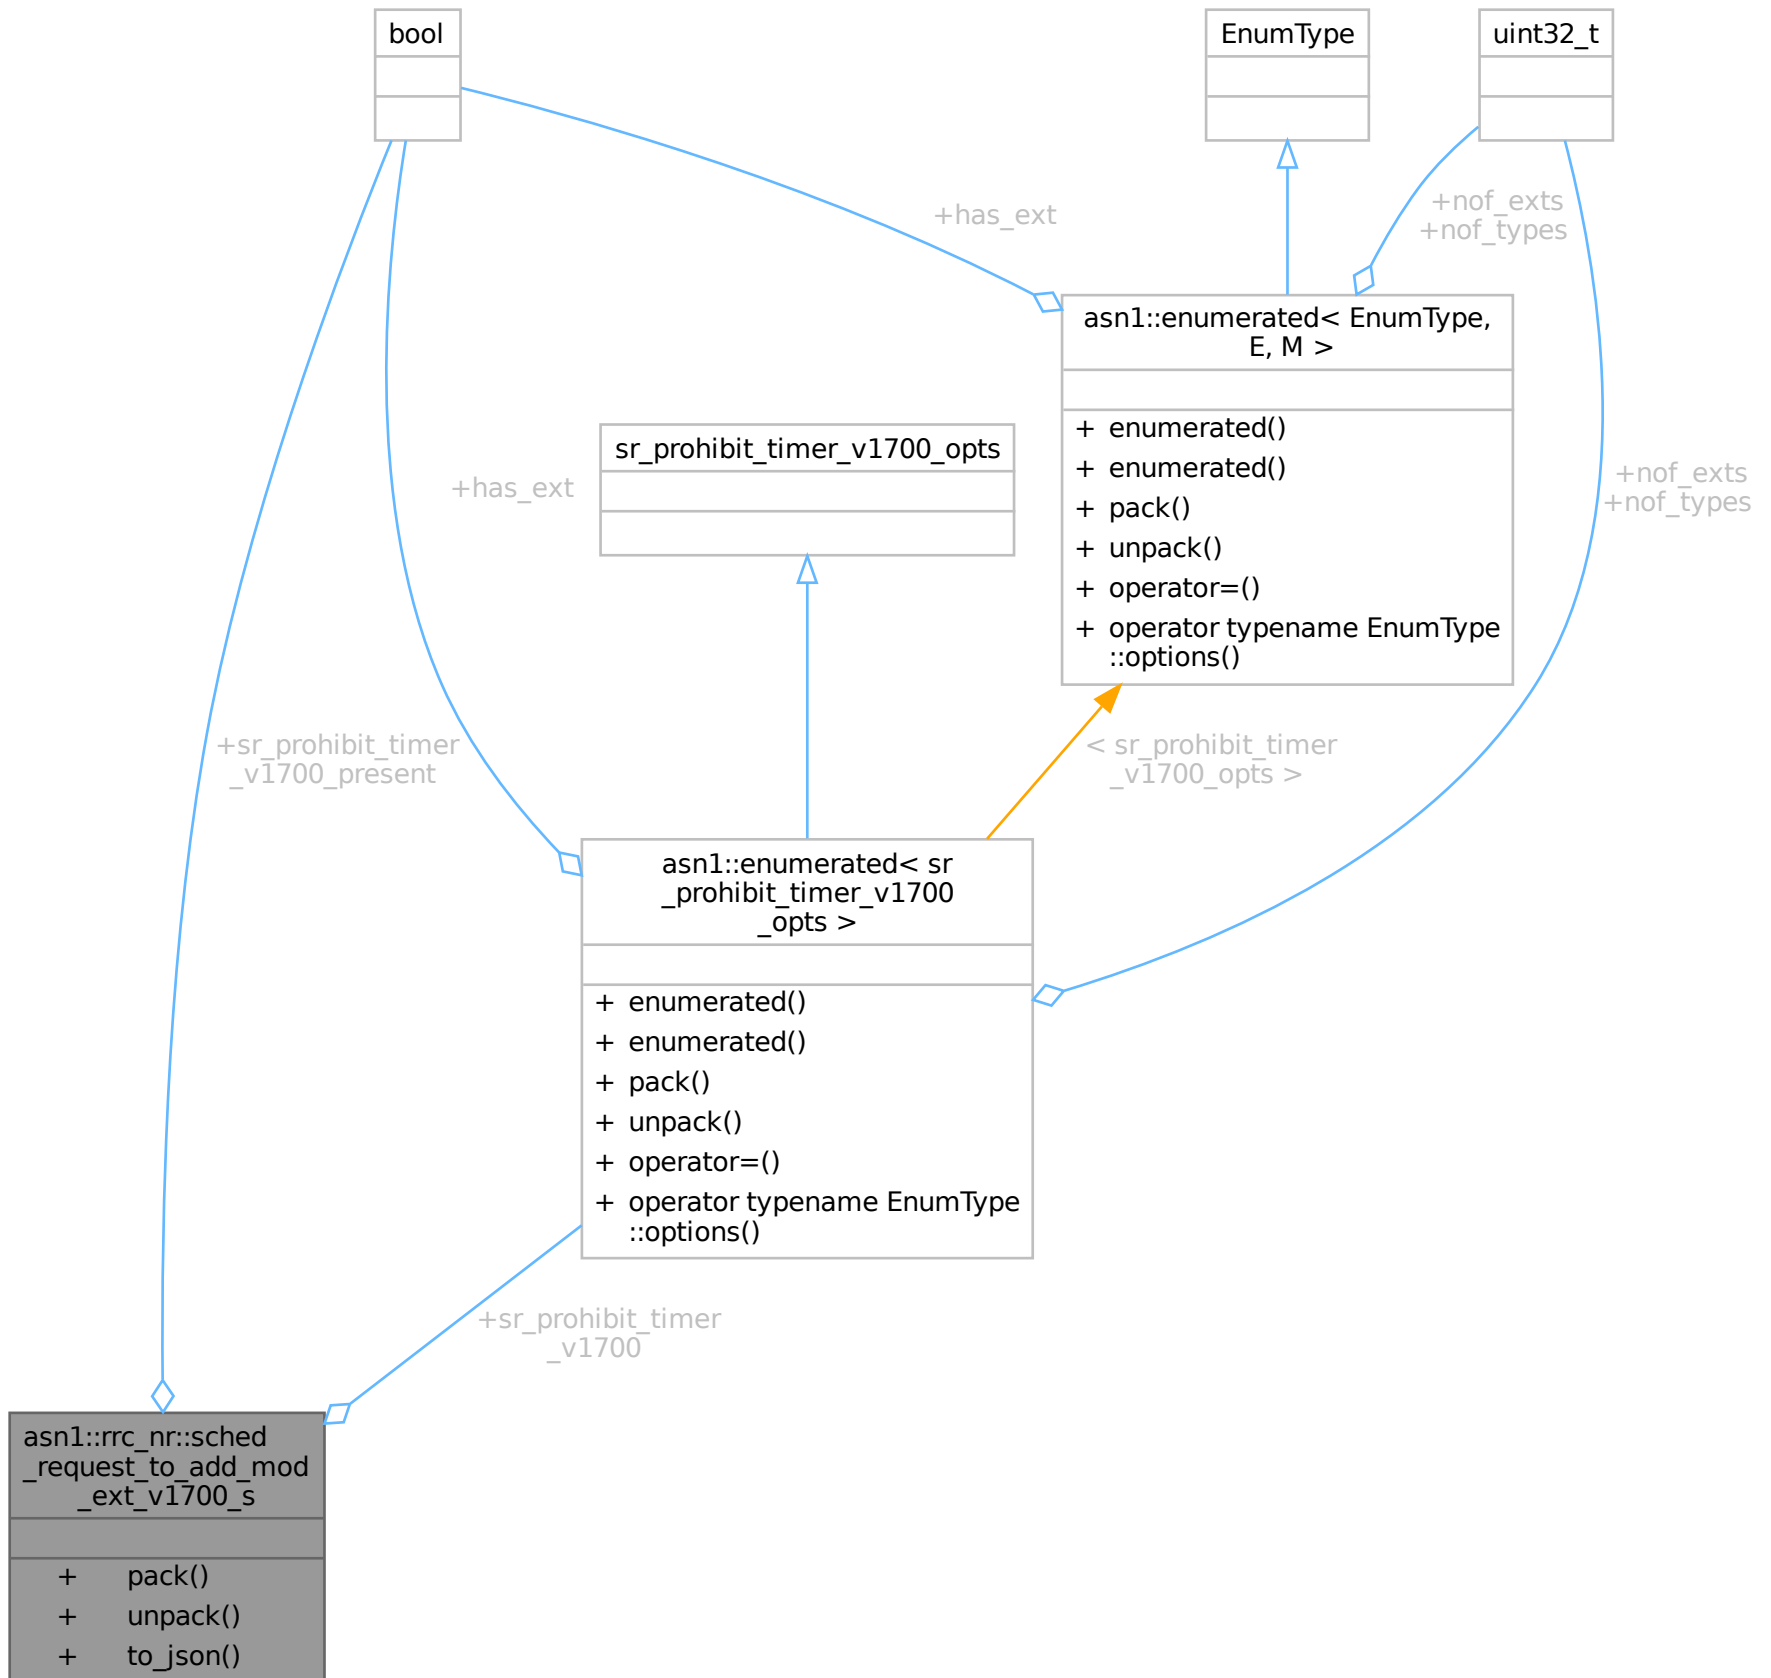 bool
EnumType
uint32_t
+has_ext
+nof_exts
+nof_types
asn1::enumerated< EnumType,
E, M >
+ enumerated()
+ enumerated()
+ pack()
+ unpack()
+ operator=()
+ operator typename EnumType
::options()
sr_prohibit_timer_v1700_opts
+has_ext
+nof_exts
+nof_types
+sr_prohibit_timer
_v1700_present
< sr_prohibit_timer
_v1700_opts >
asn1::enumerated< sr
_prohibit_timer_v1700
_opts >
+ enumerated()
+ enumerated()
+ pack()
+ unpack()
+ operator=()
+ operator typename EnumType
::options()
+sr_prohibit_timer
_v1700
asn1::rrc_nr::sched
_request_to_add_mod
_ext_v1700_s
+ pack()
+ unpack()
+ to_json()